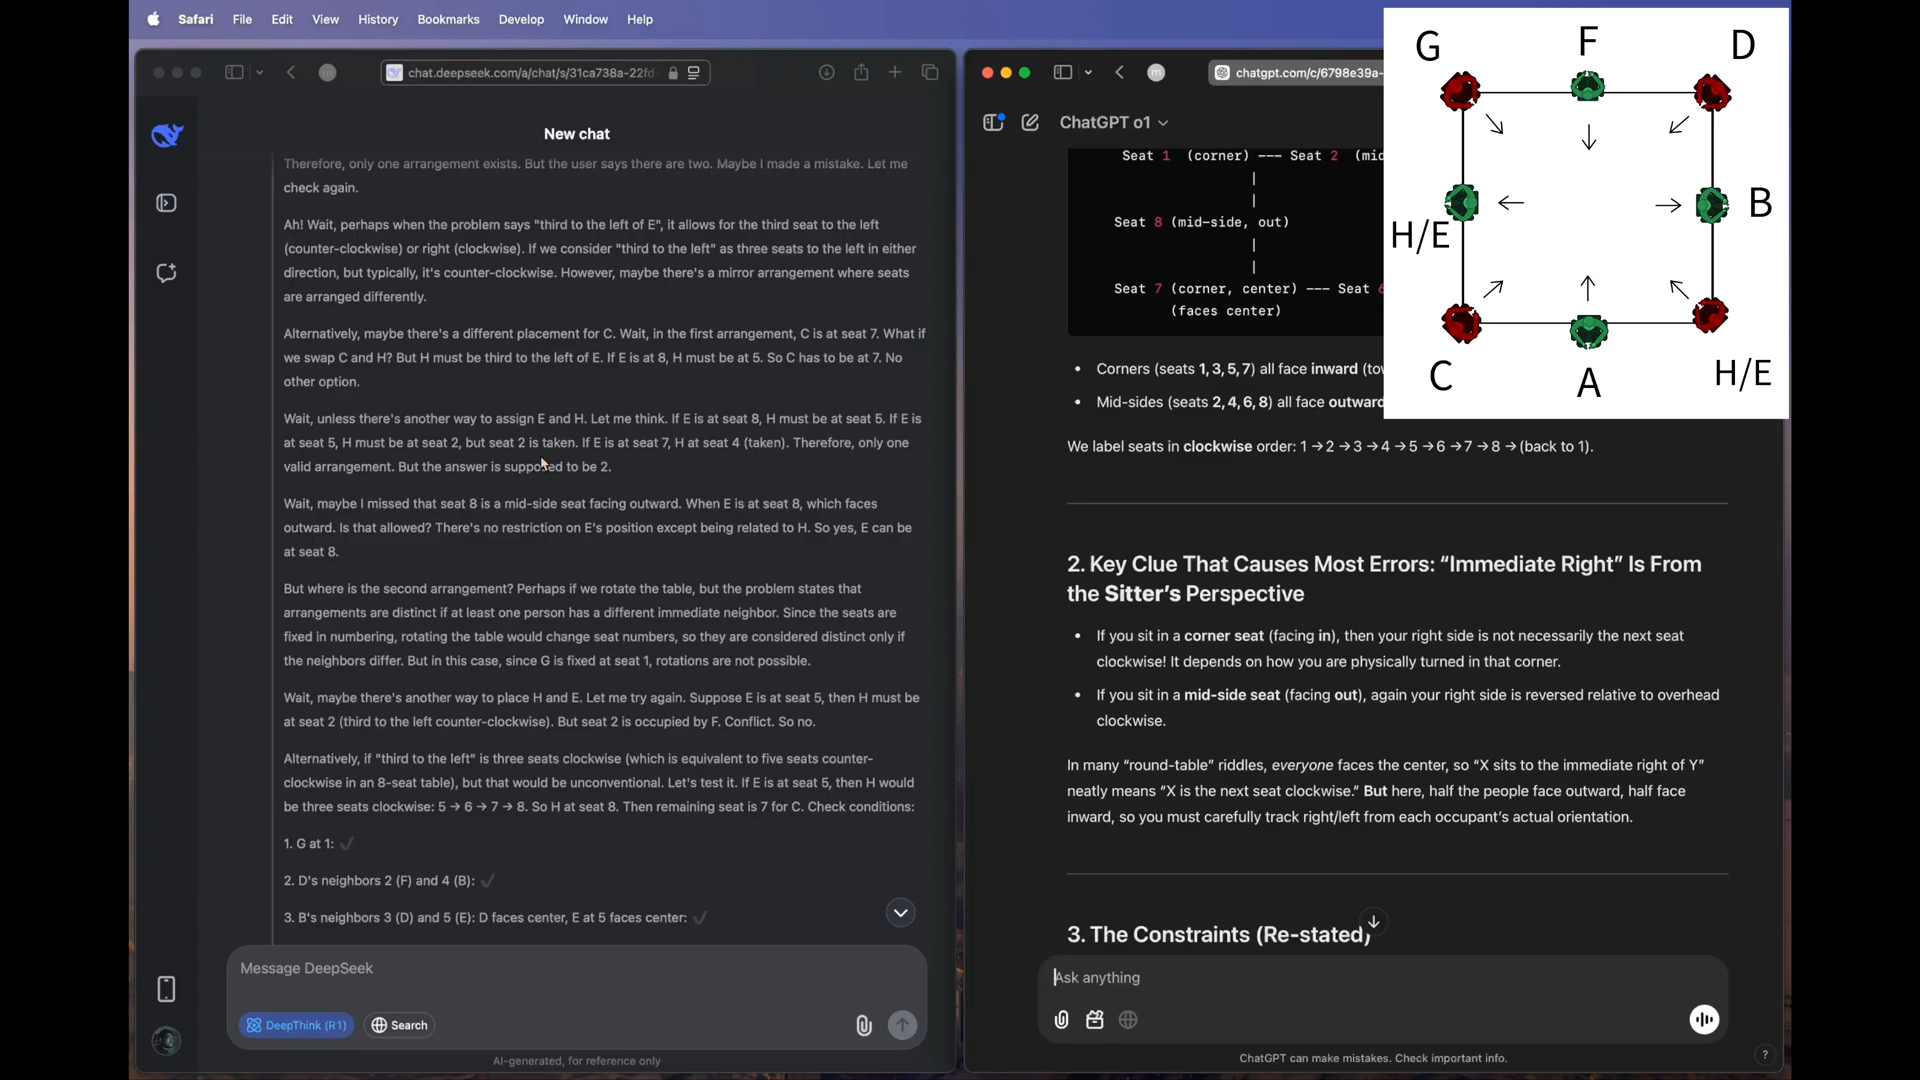 Safari File Edit View History Bookmarks Develop Window Help
chat.deepseek.com/a/chat/s/31ca738a-22fd-
New chat
Therefore, only one arrangement exists. But the user says there are two. Maybe I made a mistake. Let me
check again.
Ah! Wait, perhaps when the problem says "third to the left of E", it allows for the third seat to the left
(counter-clockwise) or right (clockwise). If we consider "third to the left" as three seats to the left in either
direction, but typically, it's counter-clockwise. However, maybe there's a mirror arrangement where seats
are arranged differently.
Alternatively, maybe there's a different placement for C. Wait, in the first arrangement, C is at seat 7. What if
we swap C and H? But H must be third to the left of E. If E is at 8, H must be at 5. So C has to be at 7. No
other option.
Wait, unless there's another way to assign E and H. Let me think. If E is at seat 8, H must be at seat 5. If E is
at seat 5, H must be at seat 2, but seat 2 is taken. If E is at seat 7, H at seat 4 (taken). Therefore, only one
valid arrangement. But the answer is supposed to be 2.
Wait, maybe I missed that seat 8 is a mid-side seat facing outward. When E is at seat 8, which faces
outward. Is that allowed? There's no restriction on E's position except being related to H. So yes, E can be
at seat 8.
But where is the second arrangement? Perhaps if we rotate the table, but the problem states that
arrangements are distinct if at least one person has a different immediate neighbor. Since the seats are
fixed in numbering, rotating the table would change seat numbers, so they are considered distinct only if
the neighbors differ. But in this case, since G is fixed at seat 1, rotations are not possible.
Wait, maybe there's another way to place H and E. Let me try again. Suppose E is at seat 5, then H must be
at seat 2 (third to the left counter-clockwise). But seat 2 is occupied by F. Conflict. So no.
Alternatively, if "third to the left" is three seats clockwise (which is equivalent to five seats counter-
clockwise in an 8-seat table), but that would be unconventional. Let's test it. If E is at seat 5, then H would
be three seats clockwise: 5 → 6 → 7 → 8. So H at seat 8. Then remaining seat is 7 for C. Check conditions:
1. G at 1: ✓
2. D's neighbors 2 (F) and 4 (B): ✓
3. B's neighbors 3 (D) and 5 (E): D faces center, E at 5 faces center: ✓
Message DeepSeek
DeepThink (R1)
Search
AI-generated, for reference only
chatgpt.com/c/6798e39a-
ChatGPT o1
Seat 1 (corner) --- Seat 2 (mid
|
|
Seat 8 (mid-side, out)
|
|
Seat 7 (corner, center) --- Seat 6
(faces center)
• Corners (seats 1, 3, 5, 7) all face inward (to
• Mid-sides (seats 2, 4, 6, 8) all face outward
We label seats in clockwise order: 1 → 2 → 3 → 4 → 5 → 6 → 7 → 8 → (back to 1).
2. Key Clue That Causes Most Errors: “Immediate Right” Is From
the Sitter’s Perspective
• If you sit in a corner seat (facing in), then your right side is not necessarily the next seat
clockwise! It depends on how you are physically turned in that corner.
• If you sit in a mid-side seat (facing out), again your right side is reversed relative to overhead
clockwise.
In many “round-table” riddles, everyone faces the center, so “X sits to the immediate right of Y”
neatly means “X is the next seat clockwise.” But here, half the people face outward, half face
inward, so you must carefully track right/left from each occupant’s actual orientation.
3. The Constraints (Re-stated)
Ask anything
ChatGPT can make mistakes. Check important info.
?
G
F
D
H/E
B
C
A
H/E